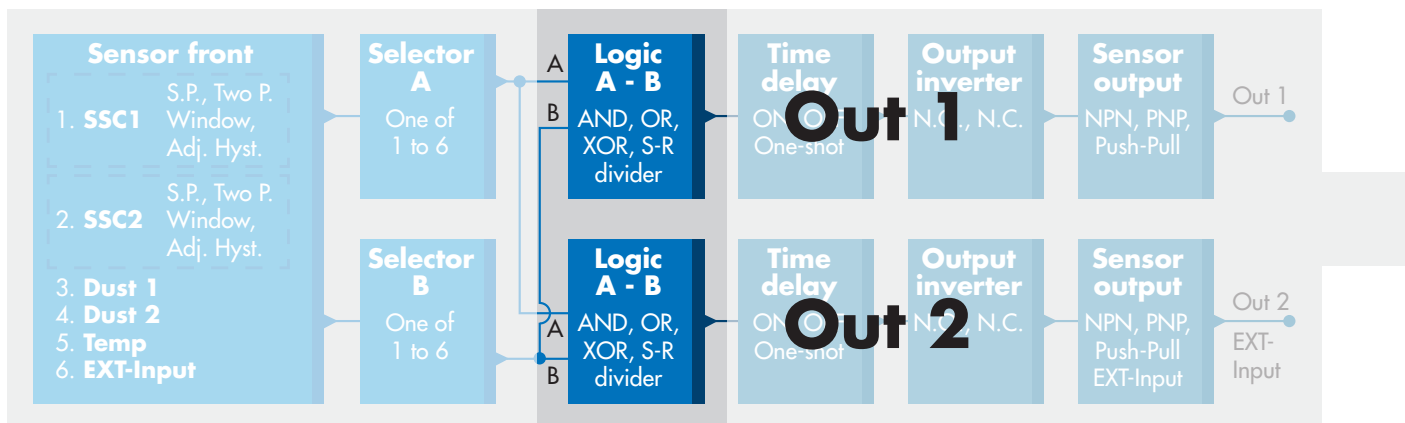 Sensor front
1. SSC1
S.P., Two P.
Window,
Adj. Hyst.
2. SSC2
S.P., Two P.
Window,
Adj. Hyst.
3. Dust 1
4. Dust 2
5. Temp
6. EXT-Input
Selector
A
One of
1 to 6
Selector
B
One of
1 to 6
A
B
Logic
A - B
AND, OR,
XOR, S-R
divider
Time
delay
One-shot
Output
inverter
N.C.
Sensor
output
NPN, PNP,
Push-Pull
Out 1
Out 1
A
B
Logic
A - B
AND, OR,
XOR, S-R
divider
Time
delay
One-shot
Output
inverter
N.C.
Sensor
output
NPN, PNP,
Push-Pull
EXT-Input
Out 2
Out 2
EXT-
Input